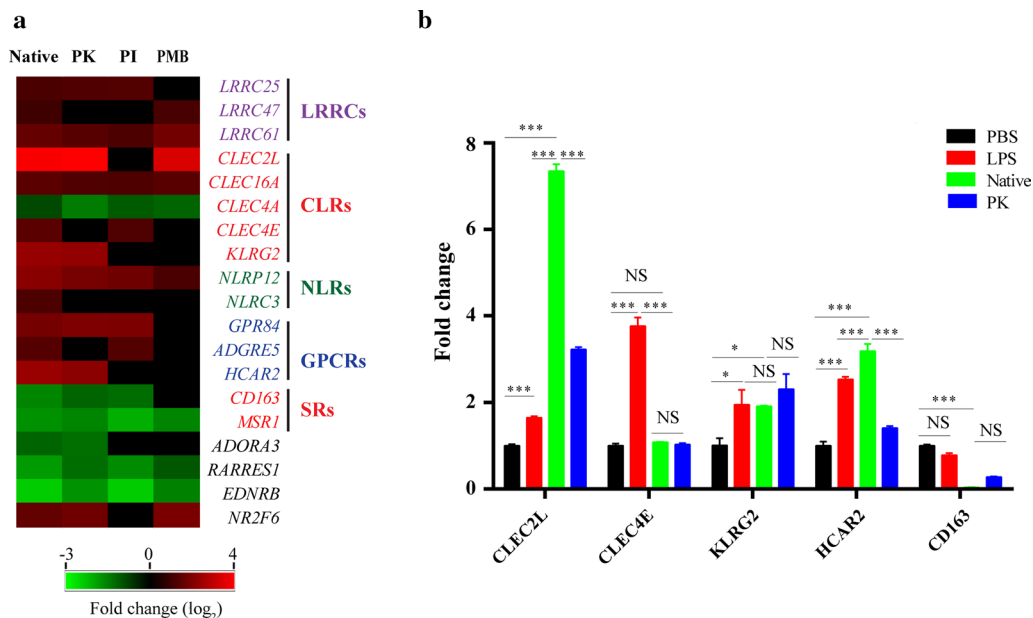 a
Native PK PI PMB
LRRC25
LRRC47
LRRC61
LRRCs
CLEC2L
CLEC16A
CLEC4A
CLEC4E
KLRG2
CLRs
NLRP12
NLRC3
NLRs
GPR84
ADGRE5
HCAR2
GPCRs
CD163
MSR1
SRs
ADORA3
RARRES1
EDNRB
NR2F6
-3 0 4
Fold change (log2)
b
PBS
LPS
Native
PK
Fold change
8
6
4
2
0
***
*** ***
***
NS
*** ***
NS
* NS
* NS
***
*** ***
***
***
NS
NS
CLEC2L
CLEC4E
KLRG2
HCAR2
CD163